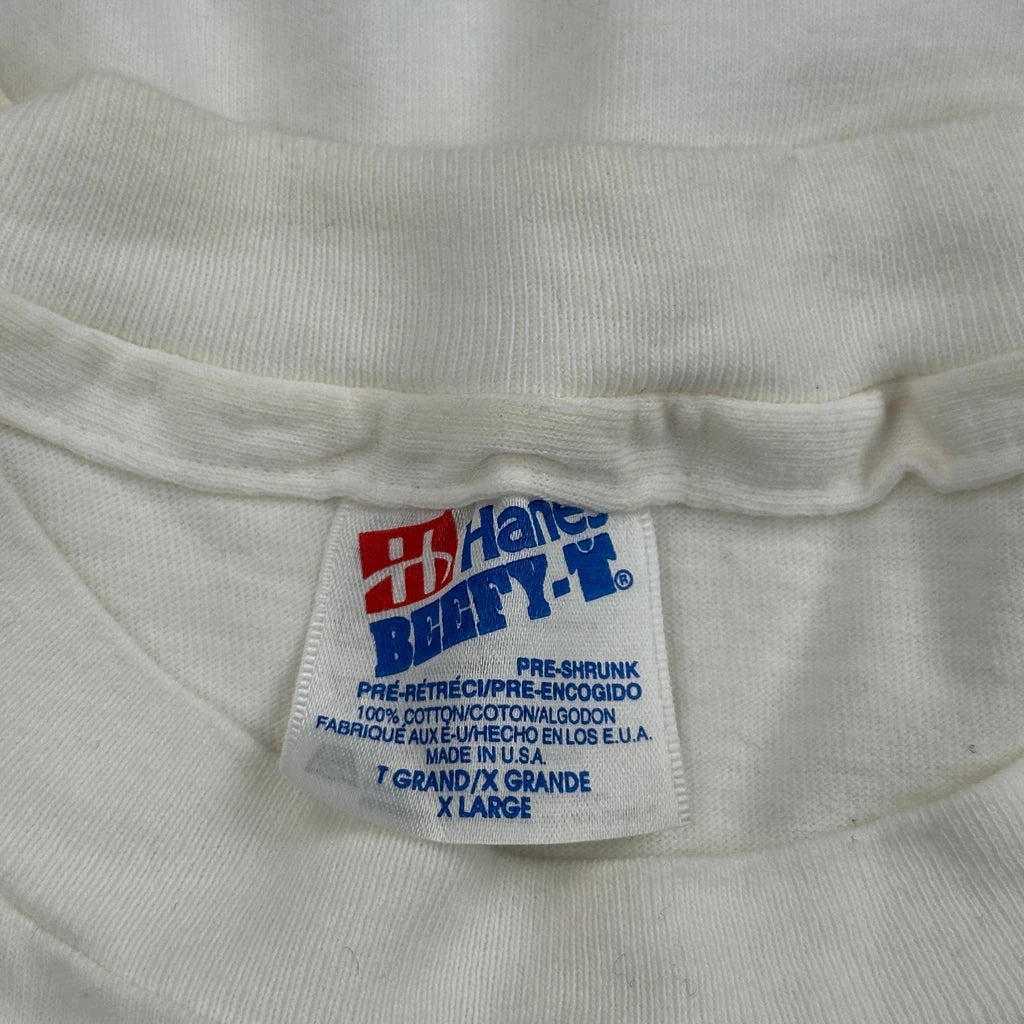 H Hanes
BEEFY-T®
PRE-SHRUNK
PRÉ-RÉTRÉCI/PRE-ENCOGIDO
100% COTTON/COTON/ALGODON
FABRIQUÉ AUX É-U/HECHO EN LOS E.U.A.
MADE IN U.S.A.
T GRAND/X GRANDE
X LARGE